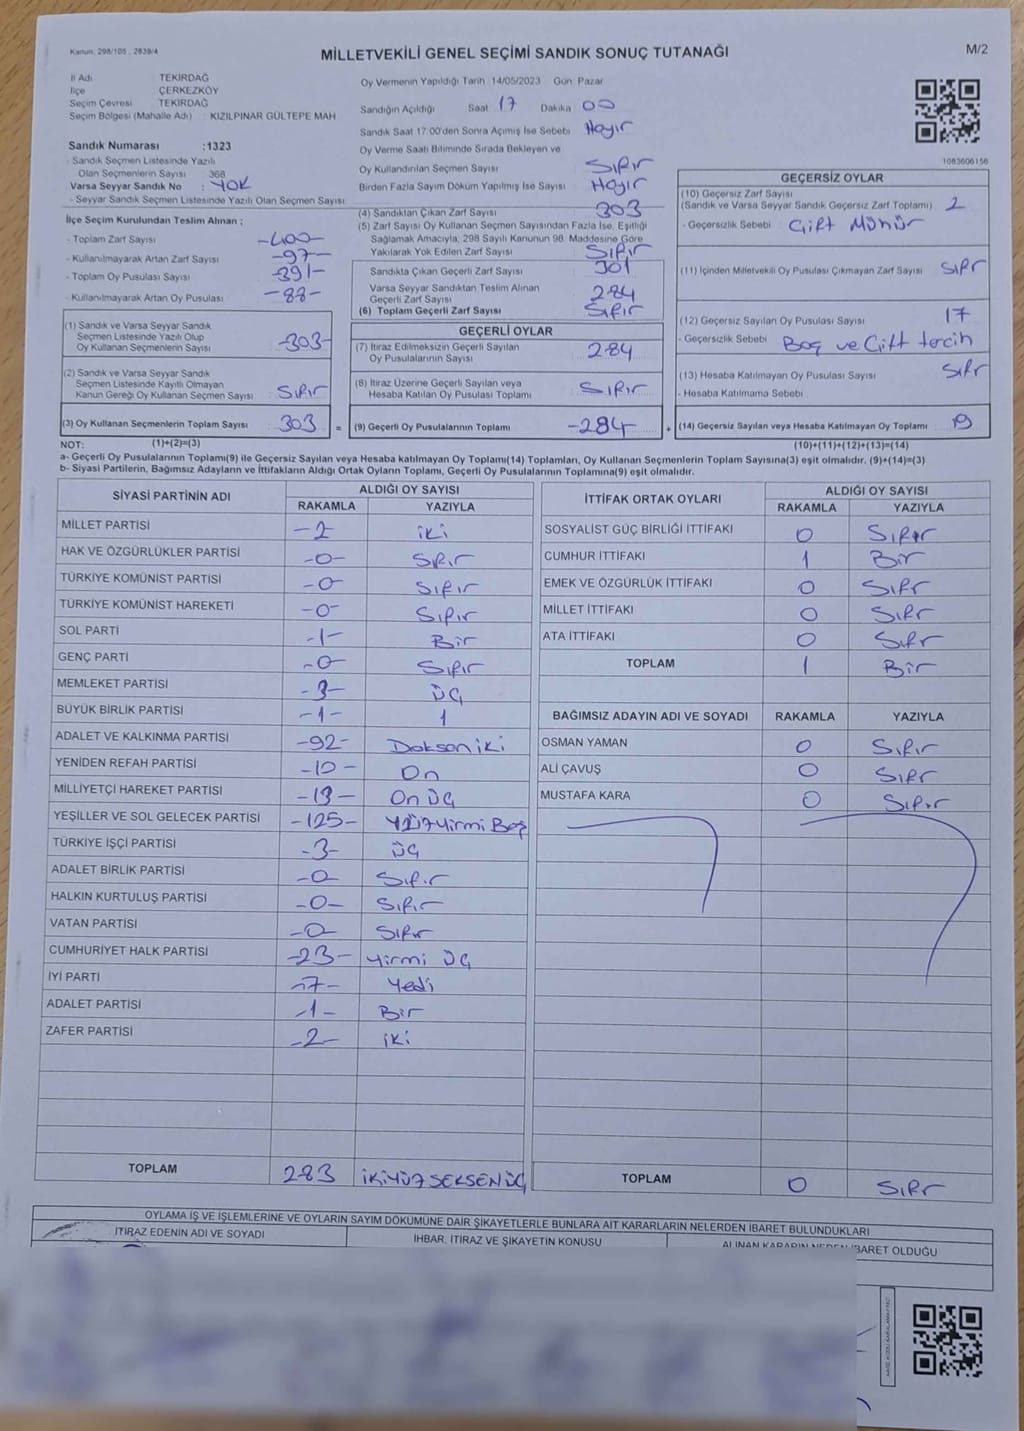 Kanun: 298/105 , 2839/4
MİLLETVEKİLİ GENEL SEÇİMİ SANDIK SONUÇ TUTANAĞI
M/2
İl Adı TEKİRDAĞ
İlçe ÇERKEZKÖY
Seçim Çevresi TEKİRDAĞ
Seçim Bölgesi (Mahalle Adı) : KIZILPINAR GÜLTEPE MAH
Sandık Numarası :1323
- Sandık Seçmen Listesinde Yazılı
Olan Seçmenlerin Sayısı : 368
Varsa Seyyar Sandık No : YOK
- Seyyar Sandık Seçmen Listesinde Yazılı Olan Seçmen Sayısı
Oy Vermenin Yapıldığı Tarih 14/05/2023 Gün: Pazar
Sandığın Açıldığı Saat 17 Dakika 00
Sandık Saat 17.00'den Sonra Açımış İse Sebebi Hayır
Oy Verme Saati Bitiminde Sırada Bekleyen ve
Oy Kullandırılan Seçmen Sayısı Sıfır
Birden Fazla Sayım Döküm Yapılmış İse Sayısı Hayır
1083606156
İlçe Seçim Kurulundan Teslim Alınan ;
- Toplam Zarf Sayısı -400-
- Kullanılmayarak Artan Zarf Sayısı -97-
- Toplam Oy Pusulası Sayısı -391-
- Kullanılmayarak Artan Oy Pusulası -88-
(1) Sandık ve Varsa Seyyar Sandık
Seçmen Listesinde Yazılı Olup
Oy Kullanan Seçmenlerin Sayısı -303-
(2) Sandık ve Varsa Seyyar Sandık
Seçmen Listesinde Kayıtlı Olmayan
Kanun Gereği Oy Kullanan Seçmen Sayısı : Sıfır
(3) Oy Kullanan Seçmenlerin Toplam Sayısı : 303 =
(4) Sandıktan Çıkan Zarf Sayısı 303
(5) Zarf Sayısı Oy Kullanan Seçmen Sayısından Fazla İse, Eşitliği
Sağlamak Amacıyla; 298 Sayılı Kanunun 98. Maddesine Göre
Yakılarak Yok Edilen Zarf Sayısı Sıfır
Sandıkta Çıkan Geçerli Zarf Sayısı 301
Varsa Seyyar Sandıktan Teslim Alınan
Geçerli Zarf Sayısı 284
(6) Toplam Geçerli Zarf Sayısı Sıfır
GEÇERLİ OYLAR
(7) İtiraz Edilmeksizin Geçerli Sayılan
Oy Pusulalarının Sayısı 284
(8) İtiraz Üzerine Geçerli Sayılan veya
Hesaba Katılan Oy Pusulası Toplamı Sıfır
(9) Geçerli Oy Pusulalarının Toplamı -284 +
GEÇERSİZ OYLAR
(10) Geçersiz Zarf Sayısı
(Sandık ve Varsa Seyyar Sandık Geçersiz Zarf Toplamı) 2
- Geçersizlik Sebebi : Çift Mühür
(11) İçinden Milletvekili Oy Pusulası Çıkmayan Zarf Sayısı Sıfır
(12) Geçersiz Sayılan Oy Pusulası Sayısı 17
- Geçersizlik Sebebi Boş ve Çift tercih
(13) Hesaba Katılmayan Oy Pusulası Sayısı Sıfır
- Hesaba Katılmama Sebebi
(14) Geçersiz Sayılan veya Hesaba Katılmayan Oy Toplamı 19
NOT: (1)+(2)=(3) (10)+(11)+(12)+(13)=(14)
a- Geçerli Oy Pusulalarının Toplamı(9) ile Geçersiz Sayılan veya Hesaba katılmayan Oy Toplamı(14) Toplamları, Oy Kullanan Seçmenlerin Toplam Sayısına(3) eşit olmalıdır. (9)+(14)=(3)
b- Siyasi Partilerin, Bağımsız Adayların ve İttifakların Aldığı Ortak Oyların Toplamı, Geçerli Oy Pusulalarının Toplamına(9) eşit olmalıdır.
SİYASİ PARTİNİN ADI ALDIĞI OY SAYISI
RAKAMLA YAZIYLA
MİLLET PARTİSİ -2 iki
HAK VE ÖZGÜRLÜKLER PARTİSİ -0- Sıfır
TÜRKİYE KOMÜNİST PARTİSİ -0 Sıfır
TÜRKİYE KOMÜNİST HAREKETİ -0- Sıfır
SOL PARTİ -1- Bir
GENÇ PARTİ -0 Sıfır
MEMLEKET PARTİSİ -3- üç
BÜYÜK BİRLİK PARTİSİ -1- 1
ADALET VE KALKINMA PARTİSİ -92- Doksan iki
YENİDEN REFAH PARTİSİ -10- On
MİLLİYETÇİ HAREKET PARTİSİ -13- On üç
YEŞİLLER VE SOL GELECEK PARTİSİ -125- Yüz Yirmi Beş
TÜRKİYE İŞÇİ PARTİSİ -3- üç
ADALET BİRLİK PARTİSİ -0 Sıfır
HALKIN KURTULUŞ PARTİSİ -0- Sıfır
VATAN PARTİSİ -0 Sıfır
CUMHURİYET HALK PARTİSİ -23- Yirmi üç
İYİ PARTİ -7- Yedi
ADALET PARTİSİ -1- Bir
ZAFER PARTİSİ -2- iki
TOPLAM 283 İKİYÜZSEKSENÜÇ
İTTİFAK ORTAK OYLARI ALDIĞI OY SAYISI
RAKAMLA YAZIYLA
SOSYALİST GÜÇ BİRLİĞİ İTTİFAKI 0 Sıfır
CUMHUR İTTİFAKI 1 Bir
EMEK VE ÖZGÜRLÜK İTTİFAKI 0 Sıfır
MİLLET İTTİFAKI 0 Sıfır
ATA İTTİFAKI 0 Sıfır
TOPLAM 1 Bir
BAĞIMSIZ ADAYIN ADI VE SOYADI RAKAMLA YAZIYLA
OSMAN YAMAN 0 Sıfır
ALİ ÇAVUŞ 0 Sıfır
MUSTAFA KARA 0 Sıfır
TOPLAM 0 Sıfır
OYLAMA İŞ VE İŞLEMLERİNE VE OYLARIN SAYIM DÖKÜMÜNE DAİR ŞİKAYETLERLE BUNLARA AİT KARARLARIN NELERDEN İBARET BULUNDUKLARI
İTİRAZ EDENİN ADI VE SOYADI İHBAR, İTİRAZ VE ŞİKAYETİN KONUSU ALINAN KARARIN NEDEN İBARET OLDUĞU